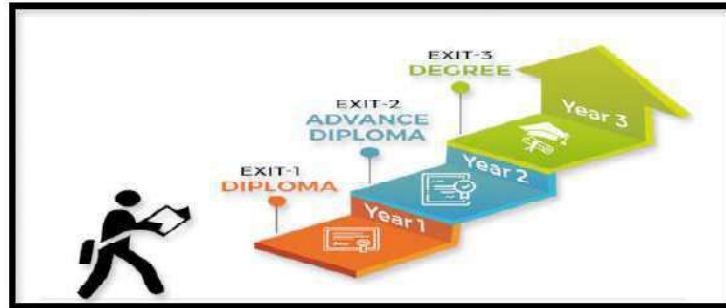 EXIT-3
DEGREE
Year 3
EXIT-2
ADVANCE
DIPLOMA
Year 2
EXIT-1
DIPLOMA
Year 1